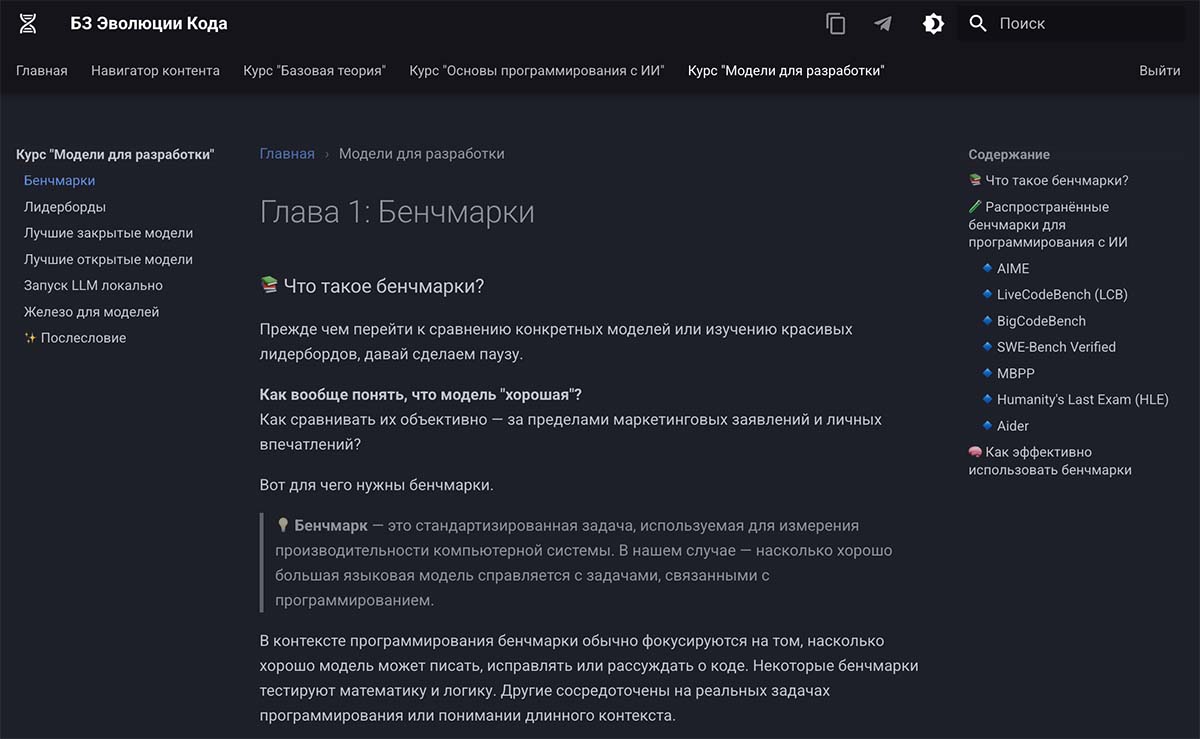 БЗ Эволюции Кода
Поиск
Главная
Навигатор контента
Курс "Базовая теория"
Курс "Основы программирования с ИИ"
Курс "Модели для разработки"
Выйти
Курс "Модели для разработки"
Бенчмарки
Лидерборды
Лучшие закрытые модели
Лучшие открытые модели
Запуск LLM локально
Железо для моделей
✨ Послесловие
Главная › Модели для разработки
Глава 1: Бенчмарки
📚 Что такое бенчмарки?
Прежде чем перейти к сравнению конкретных моделей или изучению красивых
лидербордов, давай сделаем паузу.
Как вообще понять, что модель "хорошая"?
Как сравнивать их объективно — за пределами маркетинговых заявлений и личных
впечатлений?
Вот для чего нужны бенчмарки.
💡 Бенчмарк — это стандартизированная задача, используемая для измерения
производительности компьютерной системы. В нашем случае — насколько хорошо
большая языковая модель справляется с задачами, связанными с
программированием.
В контексте программирования бенчмарки обычно фокусируются на том, насколько
хорошо модель может писать, исправлять или рассуждать о коде. Некоторые бенчмарки
тестируют математику и логику. Другие сосредоточены на реальных задачах
программирования или понимании длинного контекста.
Содержание
📚 Что такое бенчмарки?
🧪 Распространённые
бенчмарки для
программирования с ИИ
🔹 AIME
🔹 LiveCodeBench (LCB)
🔹 BigCodeBench
🔹 SWE-Bench Verified
🔹 MBPP
🔹 Humanity's Last Exam (HLE)
🔹 Aider
🧠 Как эффективно
использовать бенчмарки